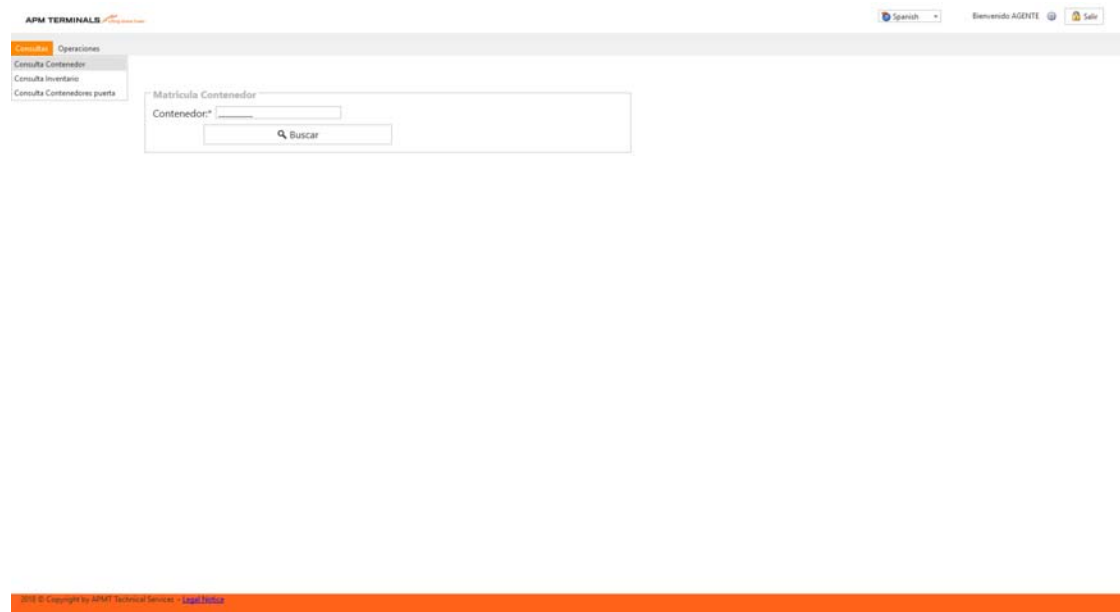 APM TERMINALS
Spanish
Bienvenido AGENTE
Salir
Consultas Operaciones
Consulta Contenedor
Consulta Inventario
Consulta Contenedores puerta
Matricula Contenedor
Contenedor:*
Buscar
2018 © Copyright by APMT Technical Services - Legal Notice